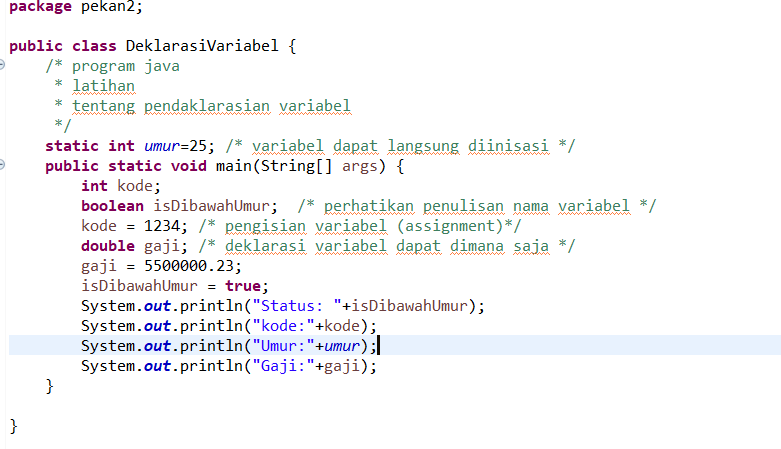 package pekan2;
public class DeklarasiVariabel {
/* program java
* latihan
* tentang pendaklarasian variabel
*/
static int umur=25; /* variabel dapat langsung diinisasi */
public static void main(String[] args) {
int kode;
boolean isDibawahUmur;  /* perhatikan penulisan nama variabel */
kode = 1234; /* pengisian variabel (assignment)*/
double gaji; /* deklarasi variabel dapat dimana saja */
gaji = 5500000.23;
isDibawahUmur = true;
System.out.println("Status: "+isDibawahUmur);
System.out.println("kode:"+kode);
System.out.println("Umur:"+umur);
System.out.println("Gaji:"+gaji);
}
}